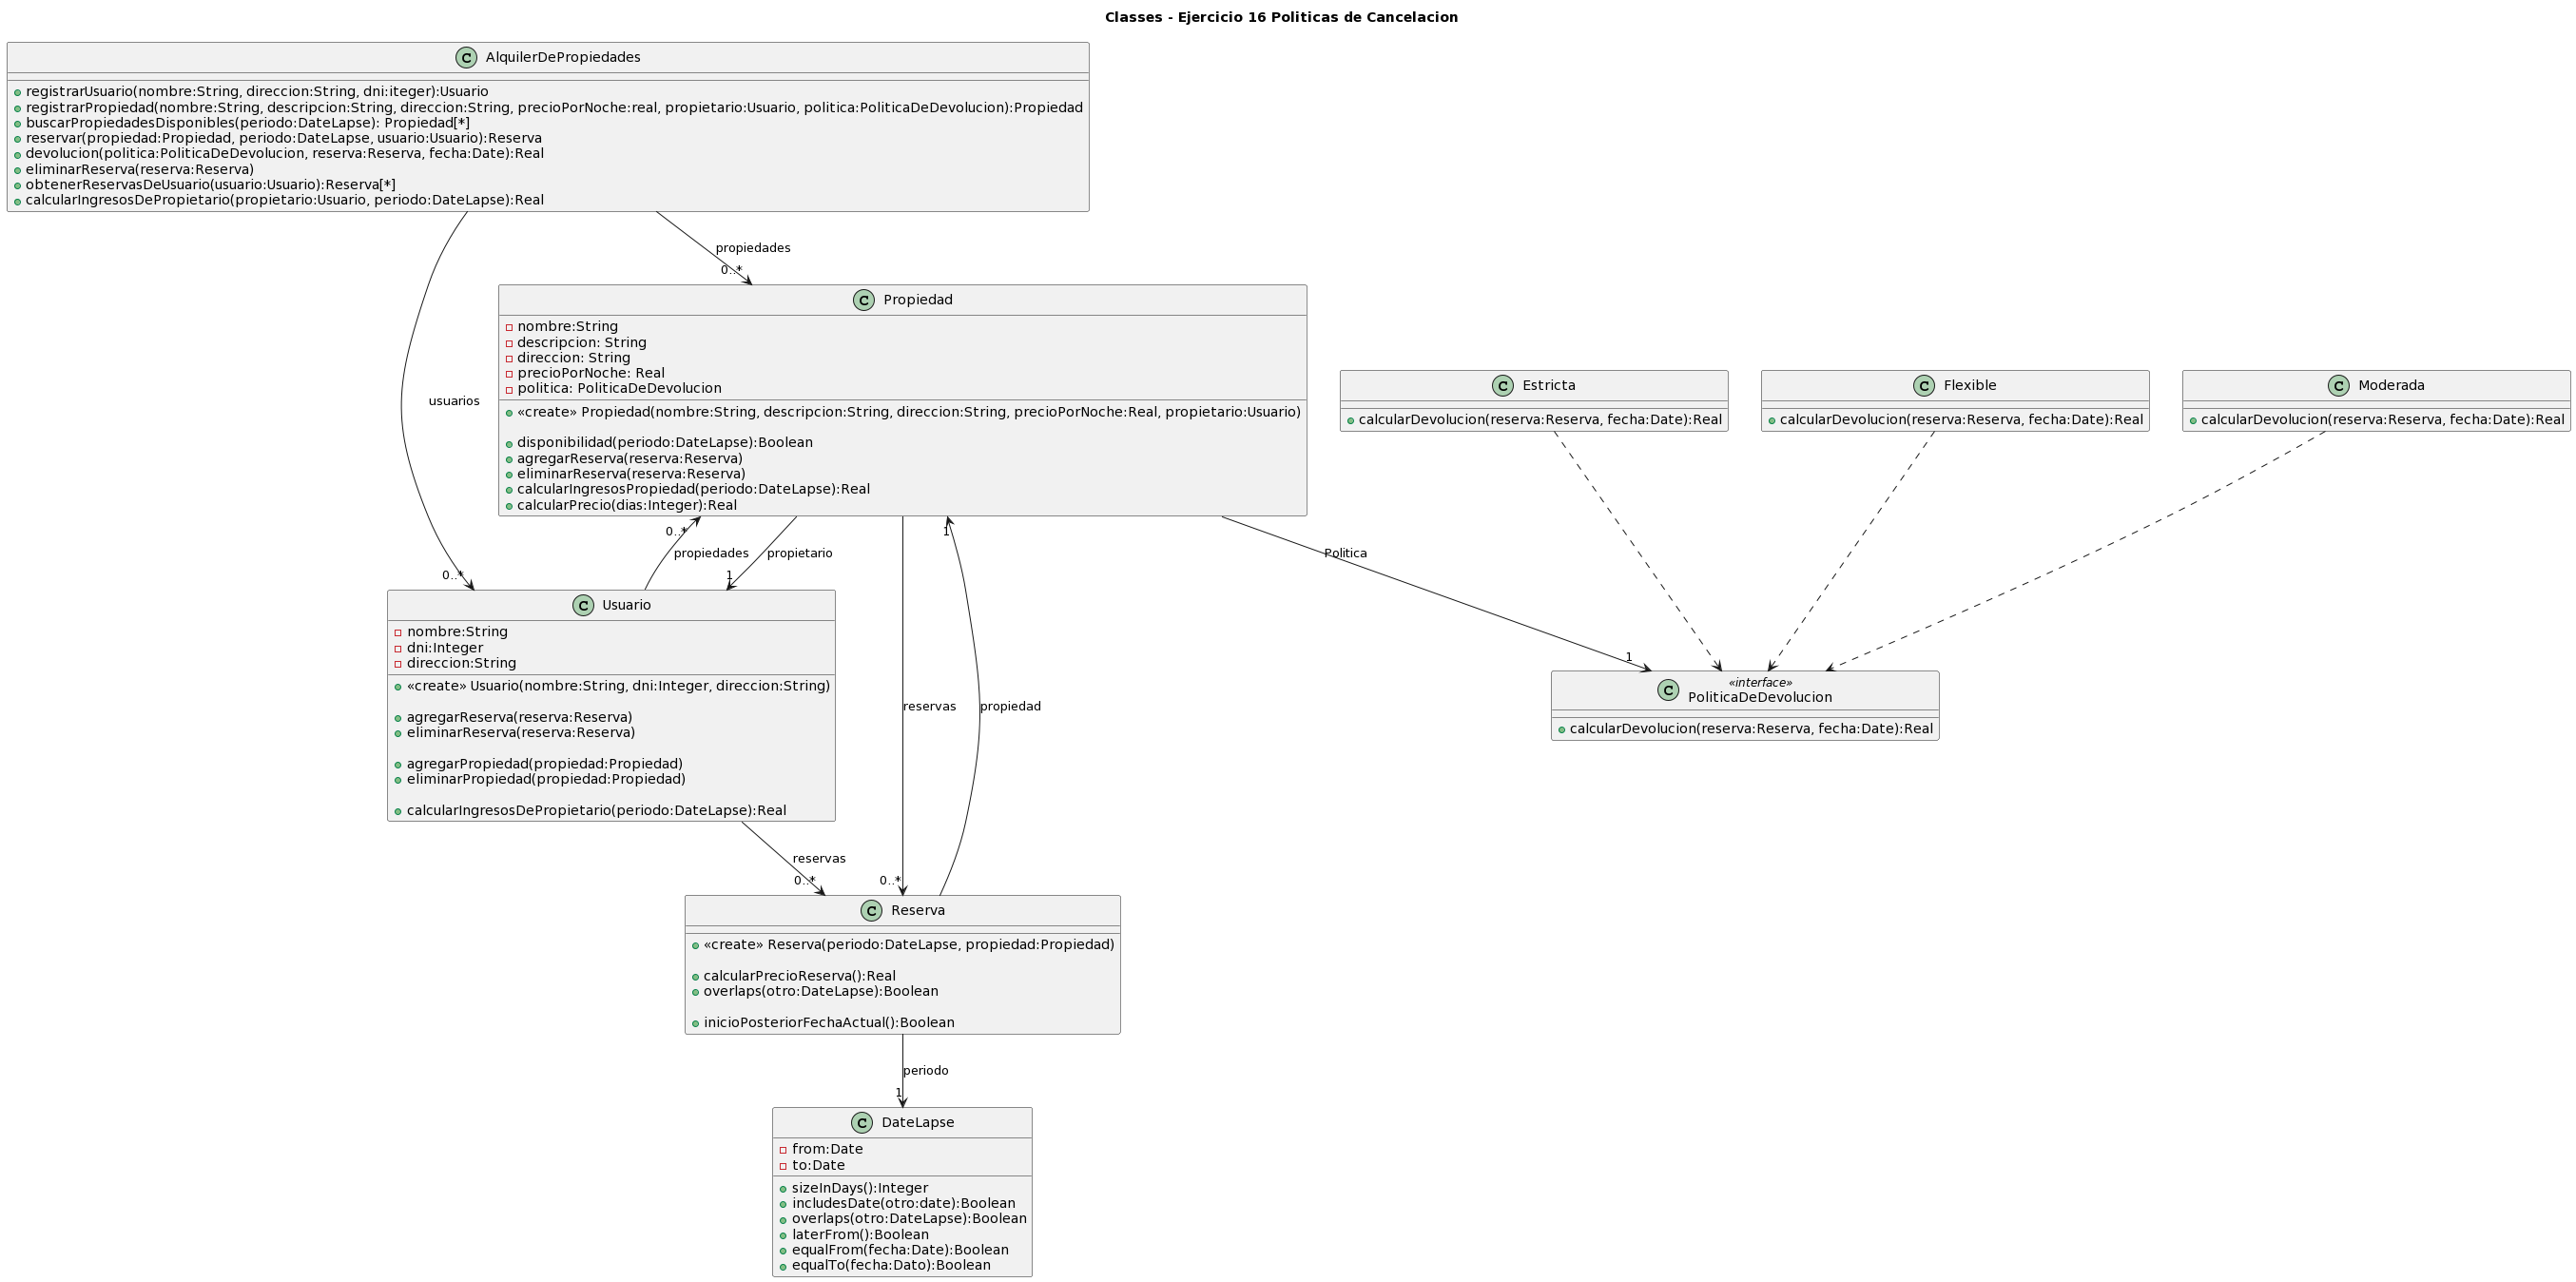 Classes - Ejercicio 16 Politicas de Cancelacion
C AlquilerDePropiedades
registrarUsuario(nombre:String, direccion:String, dni:iteger):Usuario
registrarPropiedad(nombre:String, descripcion:String, direccion:String, precioPorNoche:real, propietario:Usuario, politica:PoliticaDeDevolucion):Propiedad
buscarPropiedadesDisponibles(periodo:DateLapse): Propiedad[*]
reservar(propiedad:Propiedad, periodo:DateLapse, usuario:Usuario):Reserva
devolucion(politica:PoliticaDeDevolucion, reserva:Reserva, fecha:Date):Real
eliminarReserva(reserva:Reserva)
obtenerReservasDeUsuario(usuario:Usuario):Reserva[*]
calcularIngresosDePropietario(propietario:Usuario, periodo:DateLapse):Real
propiedades
0..*
usuarios
0..*
C Propiedad
nombre:String
descripcion: String
direccion: String
precioPorNoche: Real
politica: PoliticaDeDevolucion
«create» Propiedad(nombre:String, descripcion:String, direccion:String, precioPorNoche:Real, propietario:Usuario)
disponibilidad(periodo:DateLapse):Boolean
agregarReserva(reserva:Reserva)
eliminarReserva(reserva:Reserva)
calcularIngresosPropiedad(periodo:DateLapse):Real
calcularPrecio(dias:Integer):Real
C Estricta
calcularDevolucion(reserva:Reserva, fecha:Date):Real
C Flexible
calcularDevolucion(reserva:Reserva, fecha:Date):Real
C Moderada
calcularDevolucion(reserva:Reserva, fecha:Date):Real
0..*
propiedades
propietario
1
reservas
0..*
1
propiedad
Politica
1
C Usuario
nombre:String
dni:Integer
direccion:String
«create» Usuario(nombre:String, dni:Integer, direccion:String)
agregarReserva(reserva:Reserva)
eliminarReserva(reserva:Reserva)
agregarPropiedad(propiedad:Propiedad)
eliminarPropiedad(propiedad:Propiedad)
calcularIngresosDePropietario(periodo:DateLapse):Real
C «interface»
PoliticaDeDevolucion
calcularDevolucion(reserva:Reserva, fecha:Date):Real
reservas
0..*
C Reserva
«create» Reserva(periodo:DateLapse, propiedad:Propiedad)
calcularPrecioReserva():Real
overlaps(otro:DateLapse):Boolean
inicioPosteriorFechaActual():Boolean
periodo
1
C DateLapse
from:Date
to:Date
sizeInDays():Integer
includesDate(otro:date):Boolean
overlaps(otro:DateLapse):Boolean
laterFrom():Boolean
equalFrom(fecha:Date):Boolean
equalTo(fecha:Dato):Boolean